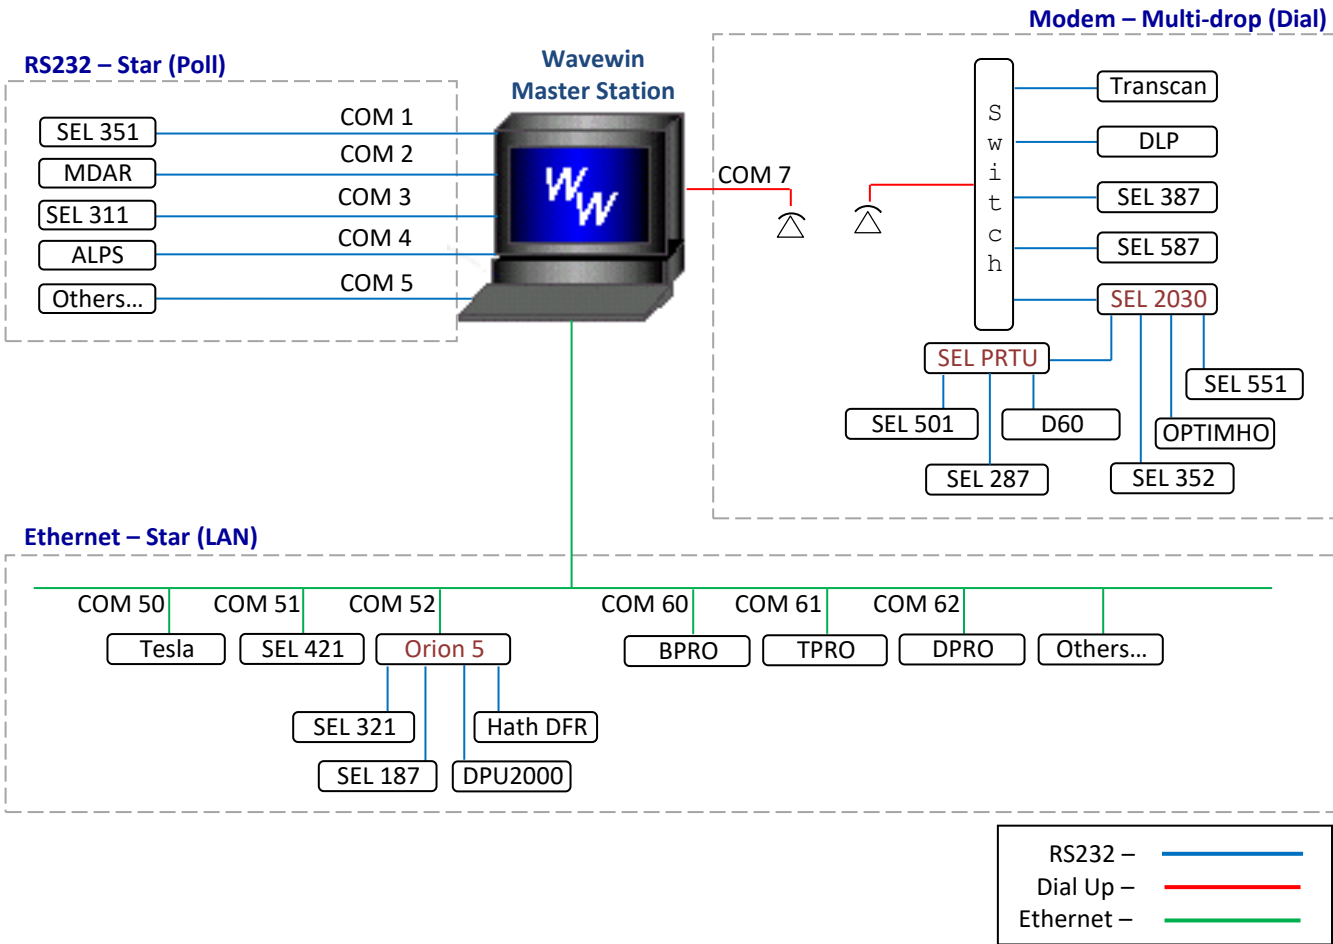 Modem – Multi-drop (Dial)
RS232 – Star (Poll)
Wavewin
Master Station
SEL 351
MDAR
SEL 311
ALPS
Others…
COM 1
COM 2
COM 3
COM 4
COM 5
WW
COM 7
Switch
Transcan
DLP
SEL 387
SEL 587
SEL 2030
SEL PRTU
SEL 551
SEL 501
D60
OPTIMHO
SEL 287
SEL 352
Ethernet – Star (LAN)
COM 50
COM 51
COM 52
COM 60
COM 61
COM 62
Tesla
SEL 421
Orion 5
BPRO
TPRO
DPRO
Others…
SEL 321
Hath DFR
SEL 187
DPU2000
RS232 –
Dial Up –
Ethernet –